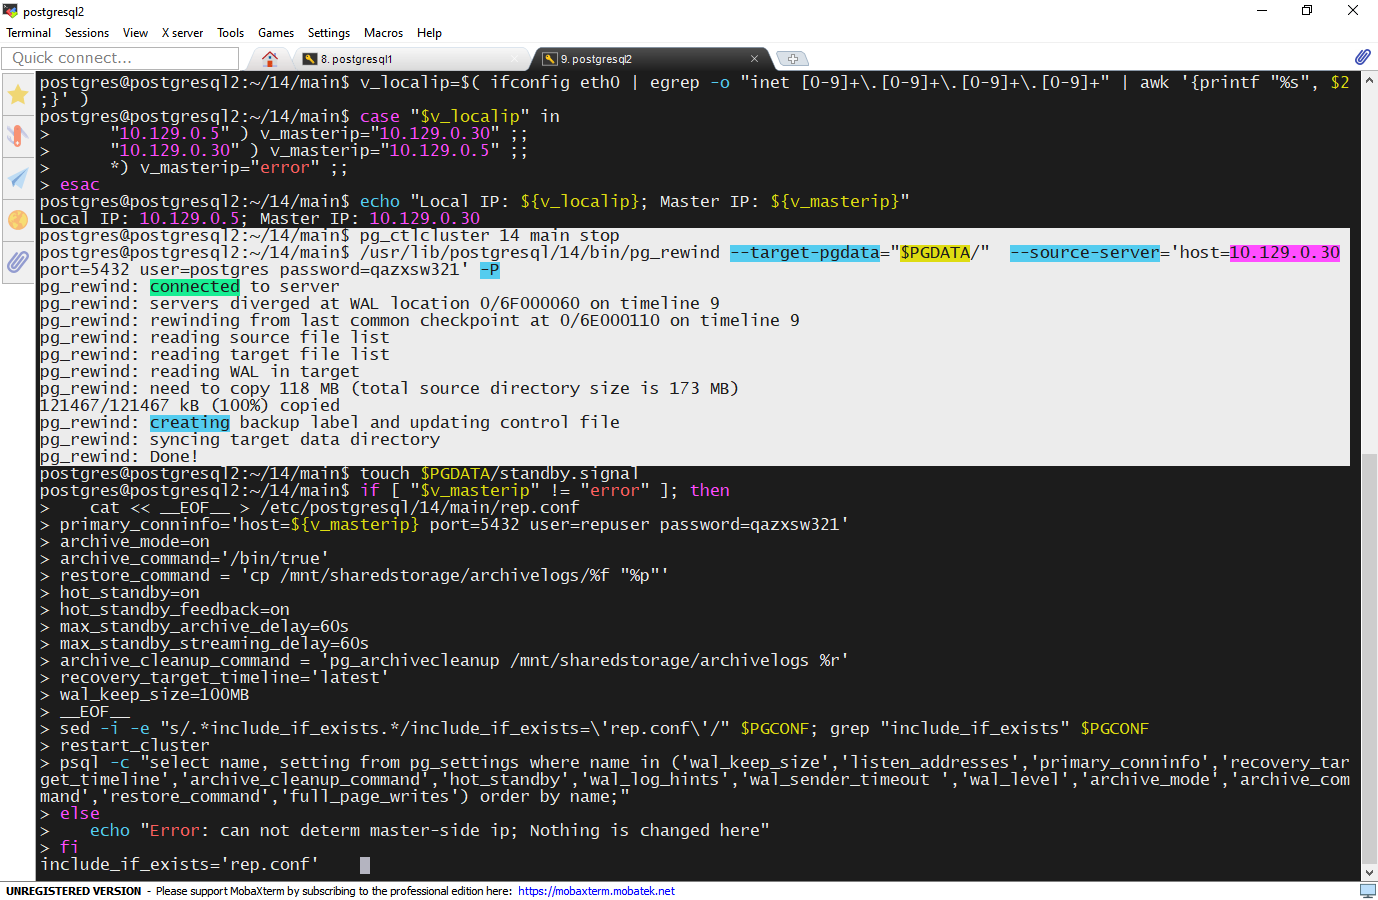 postgresql2
Terminal Sessions View X server Tools Games Settings Macros Help
Quick connect... 8. postgresql1 9. postgresql2
postgres@postgresql2:~/14/main$ v_localip=$( ifconfig eth0 | egrep -o "inet [0-9]+\.[0-9]+\.[0-9]+\.[0-9]+" | awk '{printf "%s", $2
;}' )
postgres@postgresql2:~/14/main$ case "$v_localip" in
>      "10.129.0.5" ) v_masterip="10.129.0.30" ;;
>      "10.129.0.30" ) v_masterip="10.129.0.5" ;;
>      *) v_masterip="error" ;;
> esac
postgres@postgresql2:~/14/main$ echo "Local IP: ${v_localip}; Master IP: ${v_masterip}"
Local IP: 10.129.0.5; Master IP: 10.129.0.30
postgres@postgresql2:~/14/main$ pg_ctlcluster 14 main stop
postgres@postgresql2:~/14/main$ /usr/lib/postgresql/14/bin/pg_rewind --target-pgdata="$PGDATA/"  --source-server='host=10.129.0.30
port=5432 user=postgres password=qazxsw321' -P
pg_rewind: connected to server
pg_rewind: servers diverged at WAL location 0/6F000060 on timeline 9
pg_rewind: rewinding from last common checkpoint at 0/6E000110 on timeline 9
pg_rewind: reading source file list
pg_rewind: reading target file list
pg_rewind: reading WAL in target
pg_rewind: need to copy 118 MB (total source directory size is 173 MB)
121467/121467 kB (100%) copied
pg_rewind: creating backup label and updating control file
pg_rewind: syncing target data directory
pg_rewind: Done!
postgres@postgresql2:~/14/main$ touch $PGDATA/standby.signal
postgres@postgresql2:~/14/main$ if [ "$v_masterip" != "error" ]; then
>    cat << __EOF__ > /etc/postgresql/14/main/rep.conf
> primary_conninfo='host=${v_masterip} port=5432 user=repuser password=qazxsw321'
> archive_mode=on
> archive_command='/bin/true'
> restore_command = 'cp /mnt/sharedstorage/archivelogs/%f "%p"'
> hot_standby=on
> hot_standby_feedback=on
> max_standby_archive_delay=60s
> max_standby_streaming_delay=60s
> archive_cleanup_command = 'pg_archivecleanup /mnt/sharedstorage/archivelogs %r'
> recovery_target_timeline='latest'
> wal_keep_size=100MB
> __EOF__
> sed -i -e "s/.*include_if_exists.*/include_if_exists=\'rep.conf\'/" $PGCONF; grep "include_if_exists" $PGCONF
> restart_cluster
> psql -c "select name, setting from pg_settings where name in ('wal_keep_size','listen_addresses','primary_conninfo','recovery_tar
get_timeline','archive_cleanup_command','hot_standby','wal_log_hints','wal_sender_timeout ','wal_level','archive_mode','archive_com
mand','restore_command','full_page_writes') order by name;"
> else
>    echo "Error: can not determ master-side ip; Nothing is changed here"
> fi
include_if_exists='rep.conf'
UNREGISTERED VERSION - Please support MobaXterm by subscribing to the professional edition here: https://mobaxterm.mobatek.net